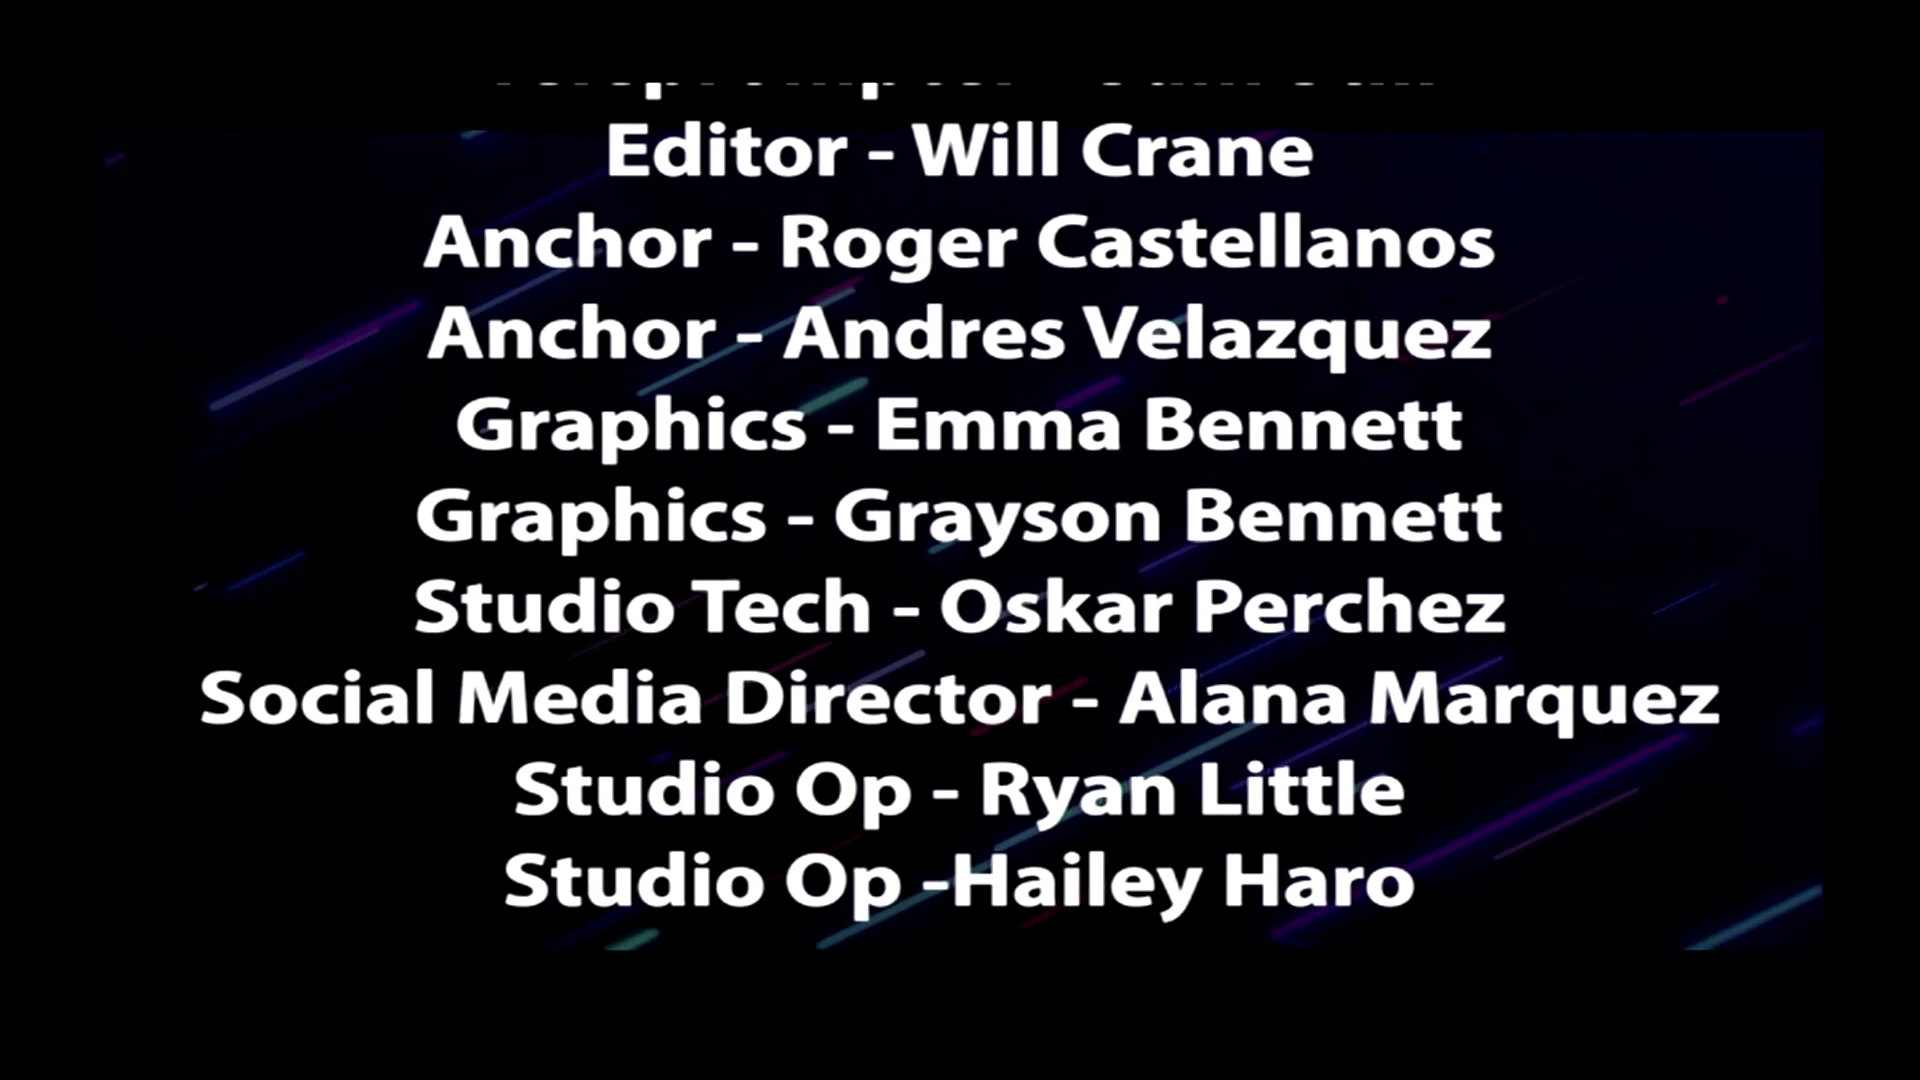 Editor - Will Crane
Anchor - Roger Castellanos
Anchor - Andres Velazquez
Graphics - Emma Bennett
Graphics - Grayson Bennett
Studio Tech - Oskar Perchez
Social Media Director - Alana Marquez
Studio Op - Ryan Little
Studio Op -Hailey Haro